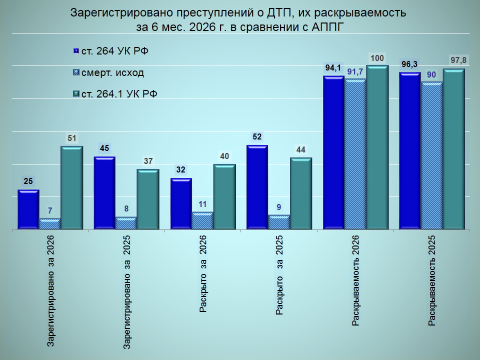 Зарегистрировано преступлений о ДТП, их раскрываемость
за 6 мес. 2026 г. в сравнении с АППГ
ст. 264 УК РФ
смерт. исход
ст. 264.1 УК РФ
25
7
51
45
8
37
32
11
40
52
9
44
94,1
91,7
100
96,3
90
97,8
Зарегистрировано за 2026
Зарегистрировано за 2025
Раскрыто за 2026
Раскрыто за 2025
Раскрываемость 2026
Раскрываемость 2025